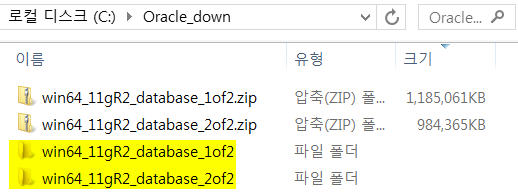 로컬 디스크 (C:) ▸ Oracle_down
Oracle...
이름 유형 크기
win64_11gR2_database_1of2.zip 압축(ZIP) 폴... 1,185,061KB
win64_11gR2_database_2of2.zip 압축(ZIP) 폴... 984,365KB
win64_11gR2_database_1of2 파일 폴더
win64_11gR2_database_2of2 파일 폴더